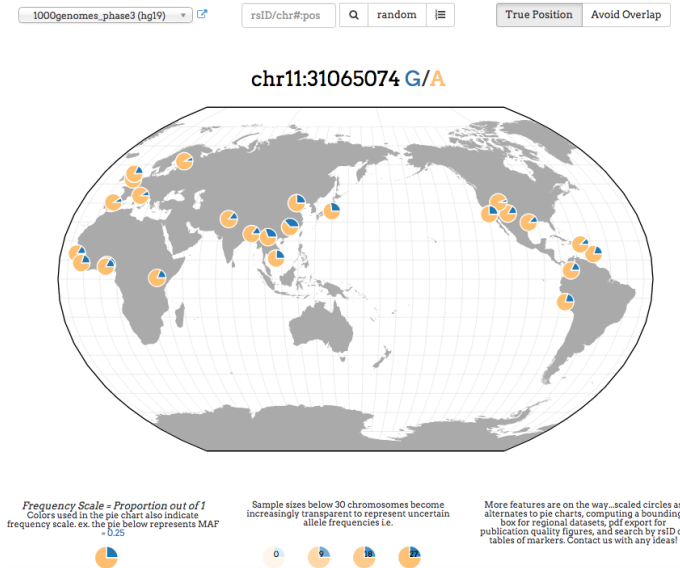 1000genomes_phase3 (hg19)
rsID/chr#:pos
random
True Position
Avoid Overlap
chr11:31065074 G/A
Frequency Scale = Proportion out of 1
Colors used in the pie chart also indicate
frequency scale. ex. the pie below represents MAF
= 0.25
Sample sizes below 30 chromosomes become
increasingly transparent to represent uncertain
allele frequencies i.e.
0
9
18
27
More features are on the way...scaled circles as
alternates to pie charts, computing a bounding
box for regional datasets, pdf export for
publication quality figures, and search by rsID o
tables of markers. Contact us with any ideas!